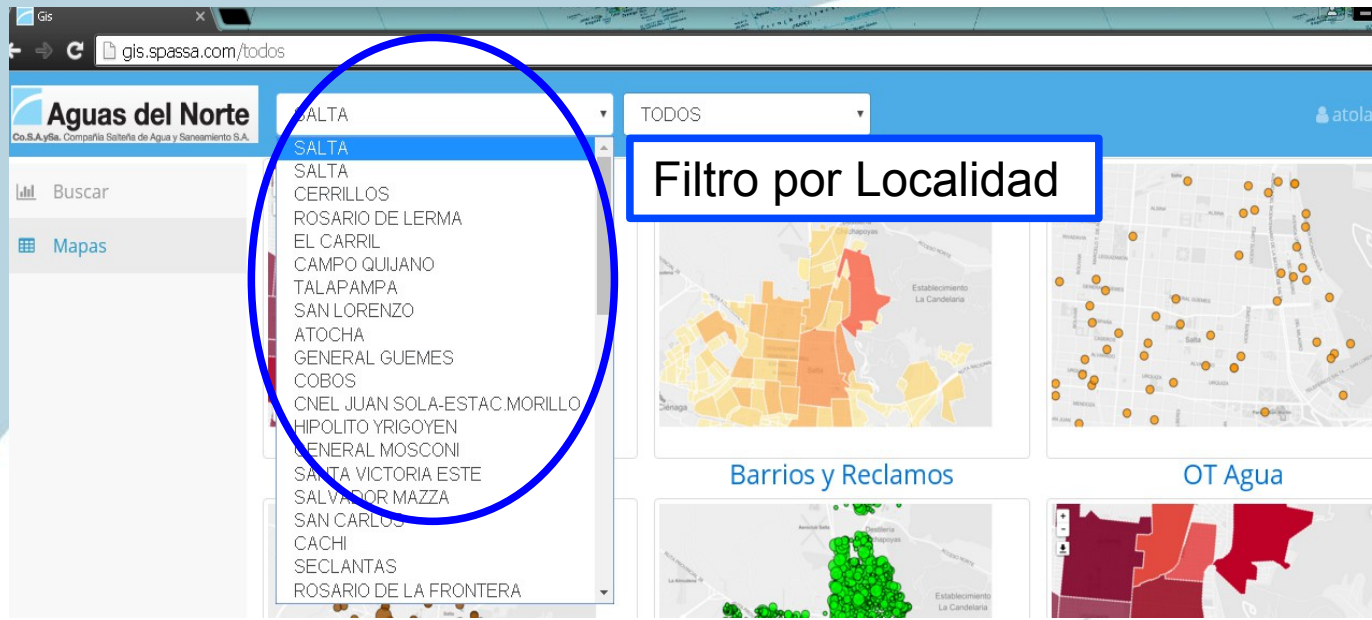 Gis
gis.spassa.com/todos
Aguas del Norte
Co.S.A.ySa. Compañía Salteña de Agua y Saneamiento S.A.
SALTA
TODOS
atola
Buscar
Mapas
SALTA
SALTA
CERRILLOS
ROSARIO DE LERMA
EL CARRIL
CAMPO QUIJANO
TALAPAMPA
SAN LORENZO
ATOCHA
GENERAL GUEMES
COBOS
CNEL JUAN SOLA-ESTAC.MORILLO
HIPOLITO YRIGOYEN
GENERAL MOSCONI
SANTA VICTORIA ESTE
SALVADOR MAZZA
SAN CARLOS
CACHI
SECLANTAS
ROSARIO DE LA FRONTERA
Filtro por Localidad
Establecimiento
La Candelaria
Salta
Barrios y Reclamos
Salta
OT Agua
Establecimiento
La Candelaria